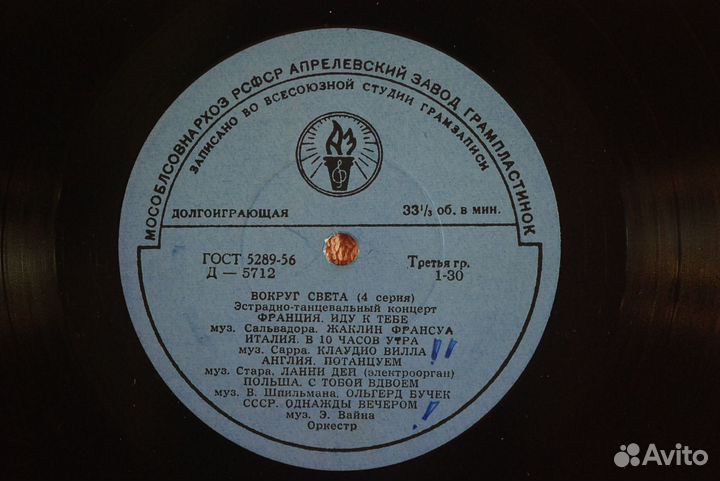 МОСОБЛСОВНАРХОЗ РСФСР АПРЕЛЕВСКИЙ ЗАВОД ГРАМПЛАСТИНОК
ЗАПИСАНО ВО ВСЕСОЮЗНОЙ СТУДИИ ГРАМЗАПИСИ
АЗ
ДОЛГОИГРАЮЩАЯ 33⅓ об. в мин.
ГОСТ 5289-56 Третья гр.
Д — 5712 1-30
ВОКРУГ СВЕТА (4 серия)
Эстрадно-танцевальный концерт
ФРАНЦИЯ. ИДУ К ТЕБЕ
муз. Сальвадора. ЖАКЛИН ФРАНСУА
ИТАЛИЯ. В 10 ЧАСОВ УТРА
муз. Сарра. КЛАУДИО ВИЛЛА !!
АНГЛИЯ. ПОТАНЦУЕМ
муз. Стара, ЛАННИ ДЕЙ (электроорган)
ПОЛЬША. С ТОБОЙ ВДВОЕМ
муз. В. Шпильмана, ОЛЬГЕРД БУЧЕК
СССР. ОДНАЖДЫ ВЕЧЕРОМ !
муз. Э. Вайна
Оркестр
Avito